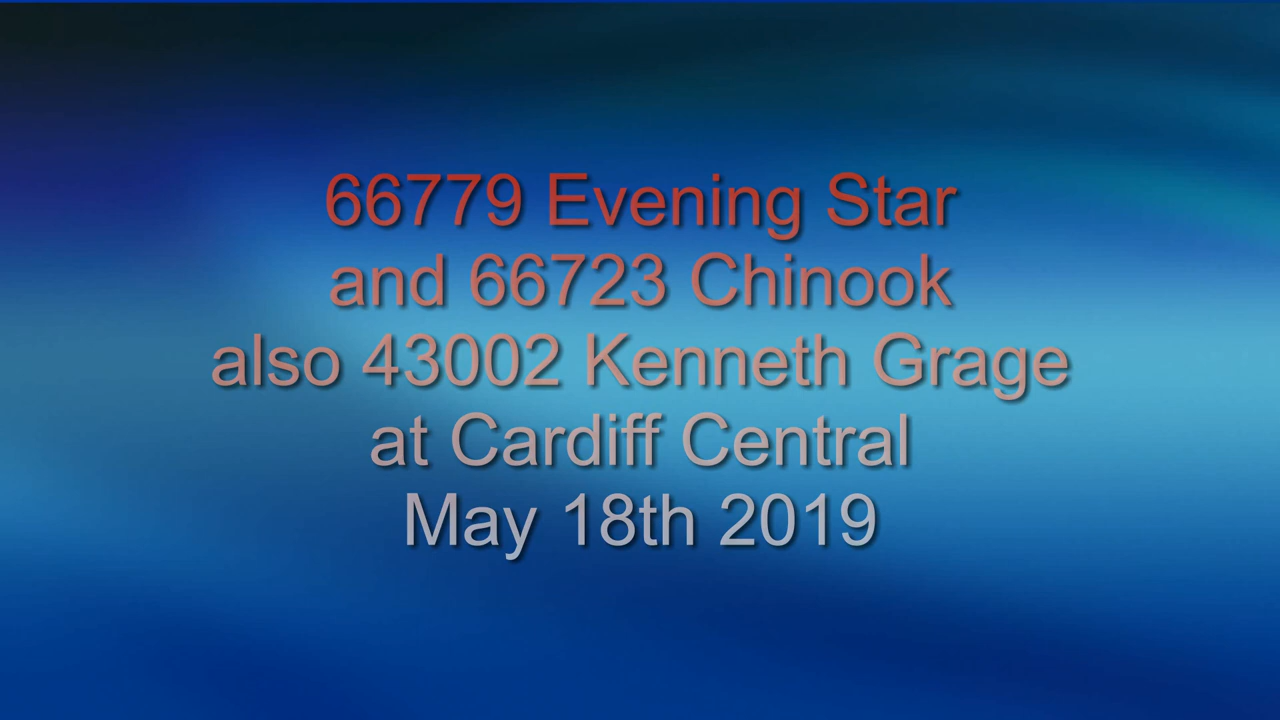 66779 Evening Star
and 66723 Chinook
also 43002 Kenneth Grage
at Cardiff Central
May 18th 2019